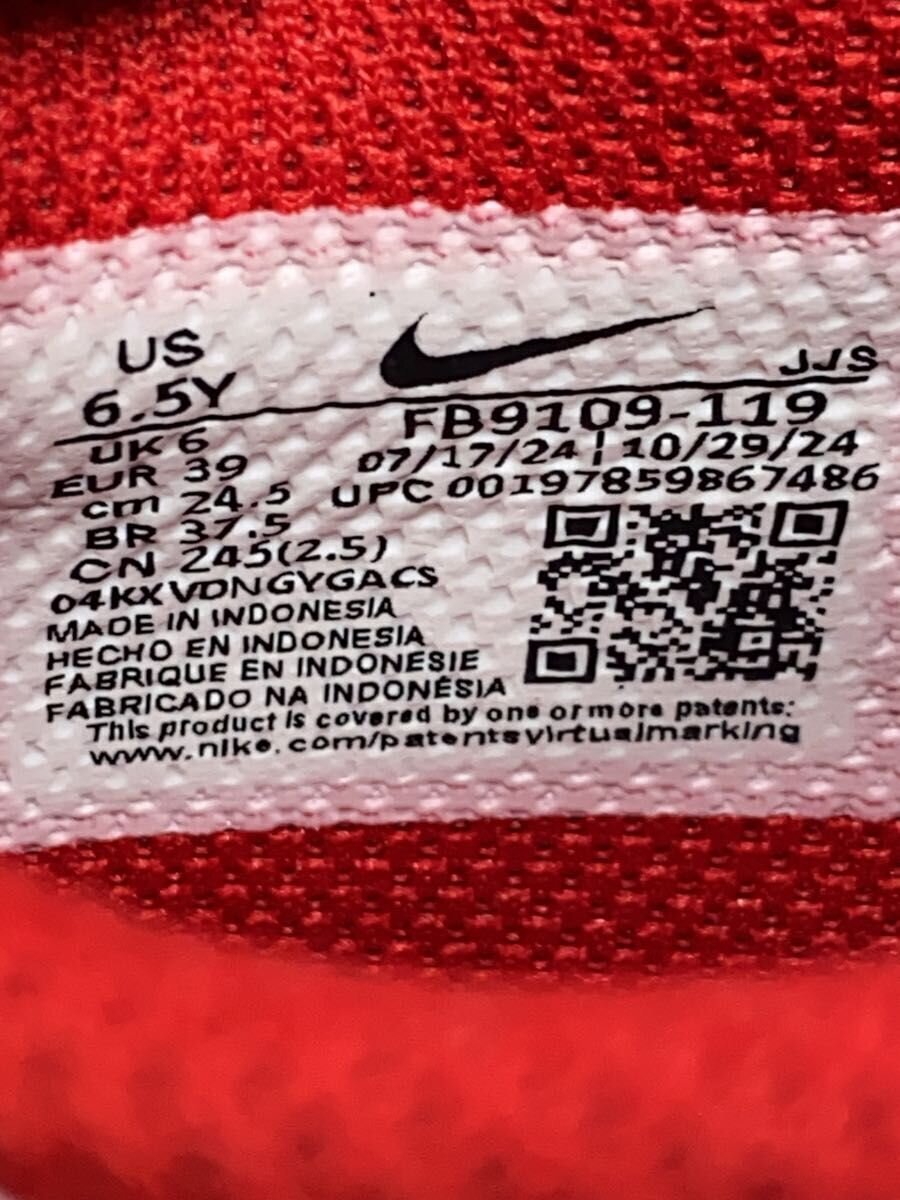 US
6.5Y
JJS
UK 6
FB9109-119
EUR 39
07/17/24 | 10/29/24
cm 24.5
UPC 00197859867486
BR 37.5
CN 245(2.5)
04KXVDNGYGACS
MADE IN INDONESIA
HECHO EN INDONESIA
FABRIQUE EN INDONESIE
FABRICADO NA INDONÉSIA
This product is covered by one or more patents:
www.nike.com/patentsvirtualmarking